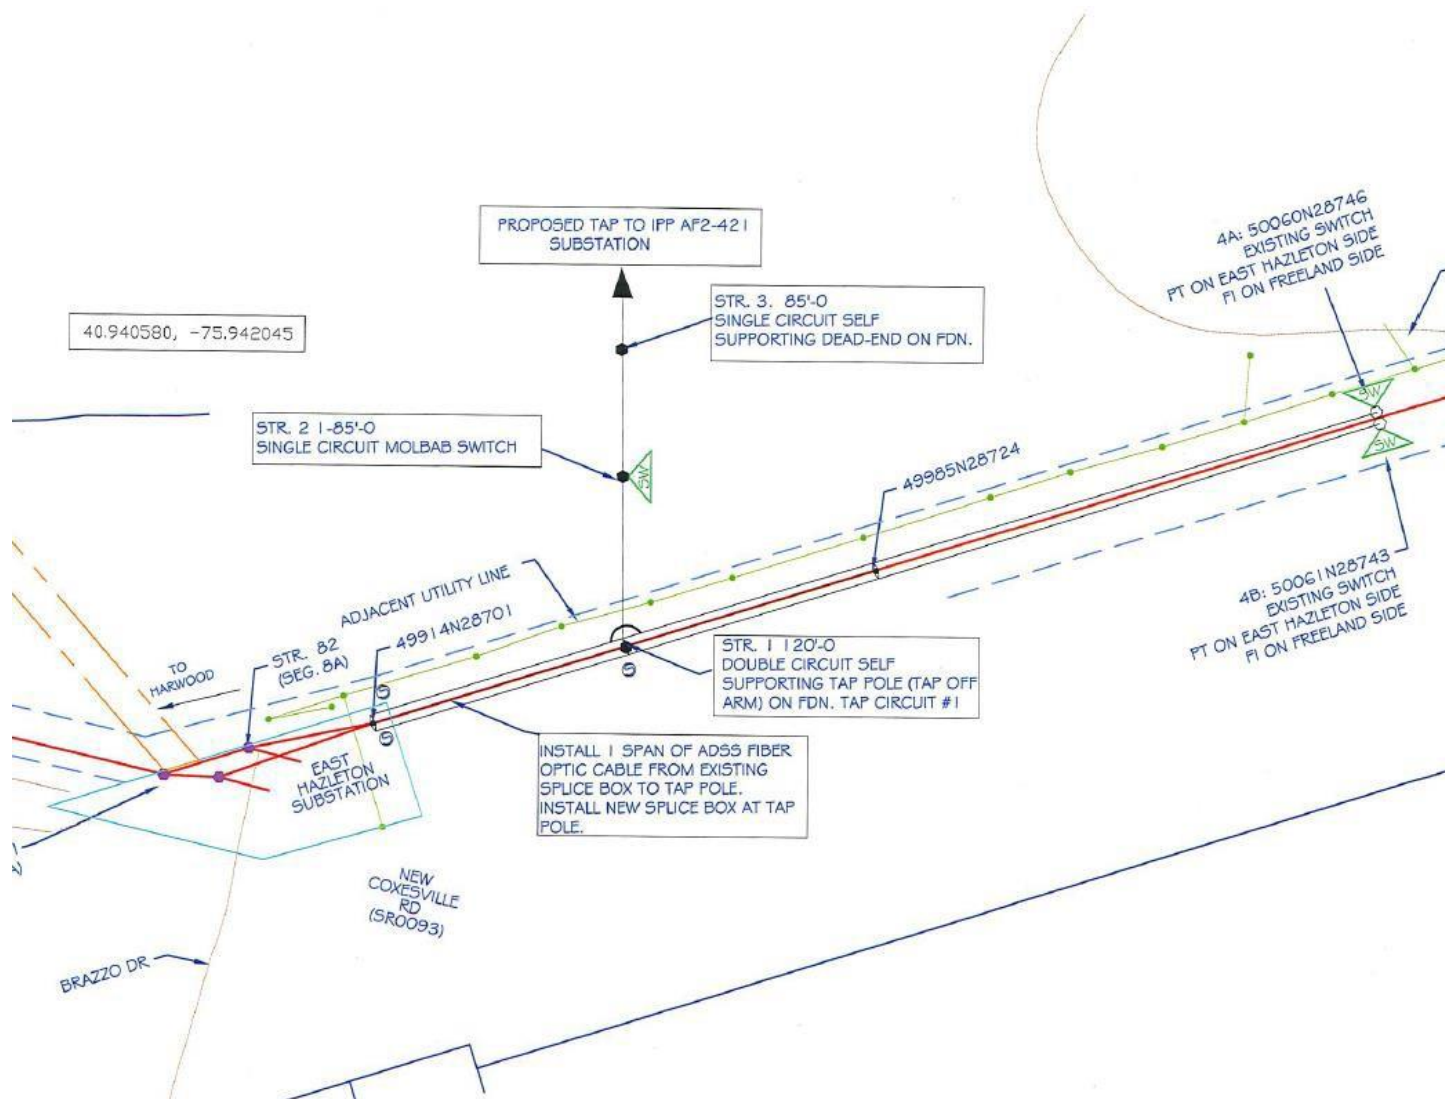 PROPOSED TAP TO IPP AF2-421
SUBSTATION
4A: 50060N28746
EXISTING SWITCH
PT ON EAST HAZLETON SIDE
FI ON FREELAND SIDE
STR. 3. 85'-0
SINGLE CIRCUIT SELF
SUPPORTING DEAD-END ON FDN.
40.940580, -75.942045
SW
STR. 2 1-85'-0
SINGLE CIRCUIT MOLBAB SWITCH
SW
SW
49985N28724
ADJACENT UTILITY LINE
4B: 50061N28743
EXISTING SWITCH
PT ON EAST HAZLETON SIDE
FI ON FREELAND SIDE
49914N28701
STR. 82
(SEG. 8A)
TO
HARWOOD
STR. 1 120'-0
DOUBLE CIRCUIT SELF
SUPPORTING TAP POLE (TAP OFF
ARM) ON FDN. TAP CIRCUIT #1
INSTALL 1 SPAN OF ADSS FIBER
OPTIC CABLE FROM EXISTING
SPLICE BOX TO TAP POLE.
INSTALL NEW SPLICE BOX AT TAP
POLE.
EAST
HAZLETON
SUBSTATION
NEW
COXESVILLE
RD
(SR0093)
BRAZZO DR